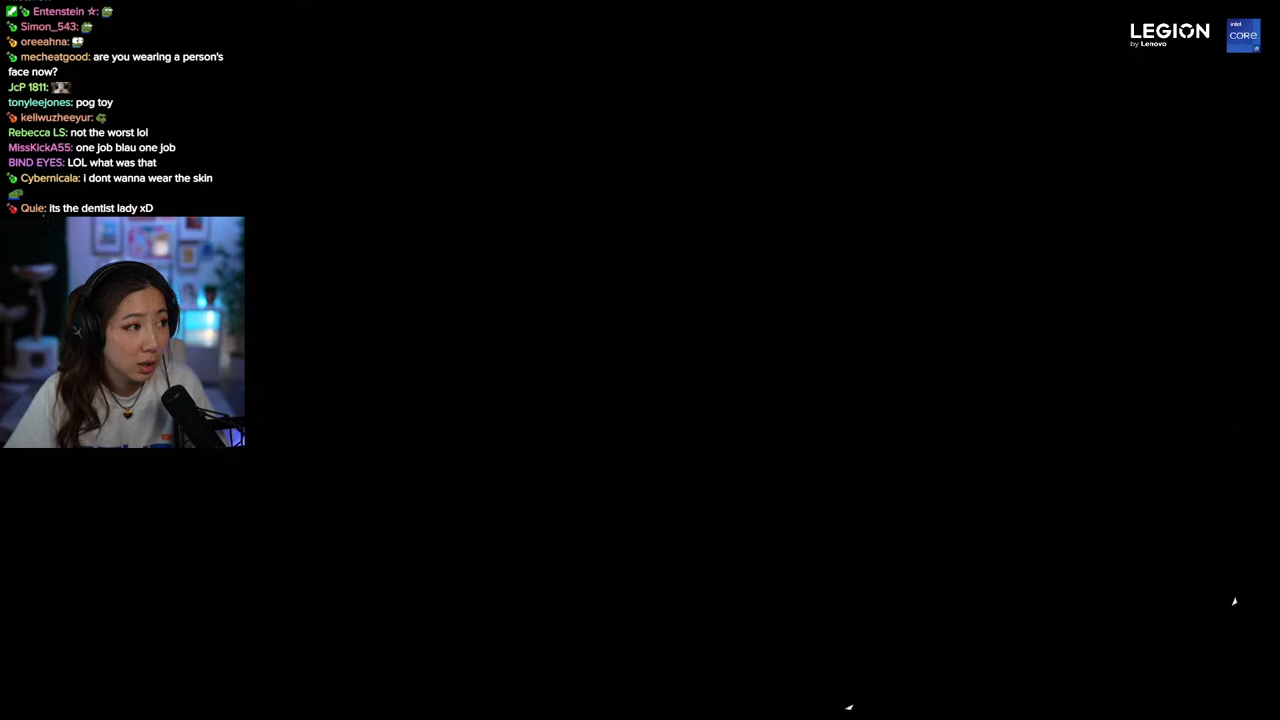 Entenstein ☆:
Simon_543:
oreeahna:
mecheatgood: are you wearing a person's
face now?
JcP 1811:
tonyleejones: pog toy
keliwuzheeyur:
Rebecca LS: not the worst lol
MissKickA55: one job blau one job
BIND EYES: LOL what was that
Cybernicala: i dont wanna wear the skin
Quie: its the dentist lady xD
LEGION
by Lenovo
intel
CORE
i9